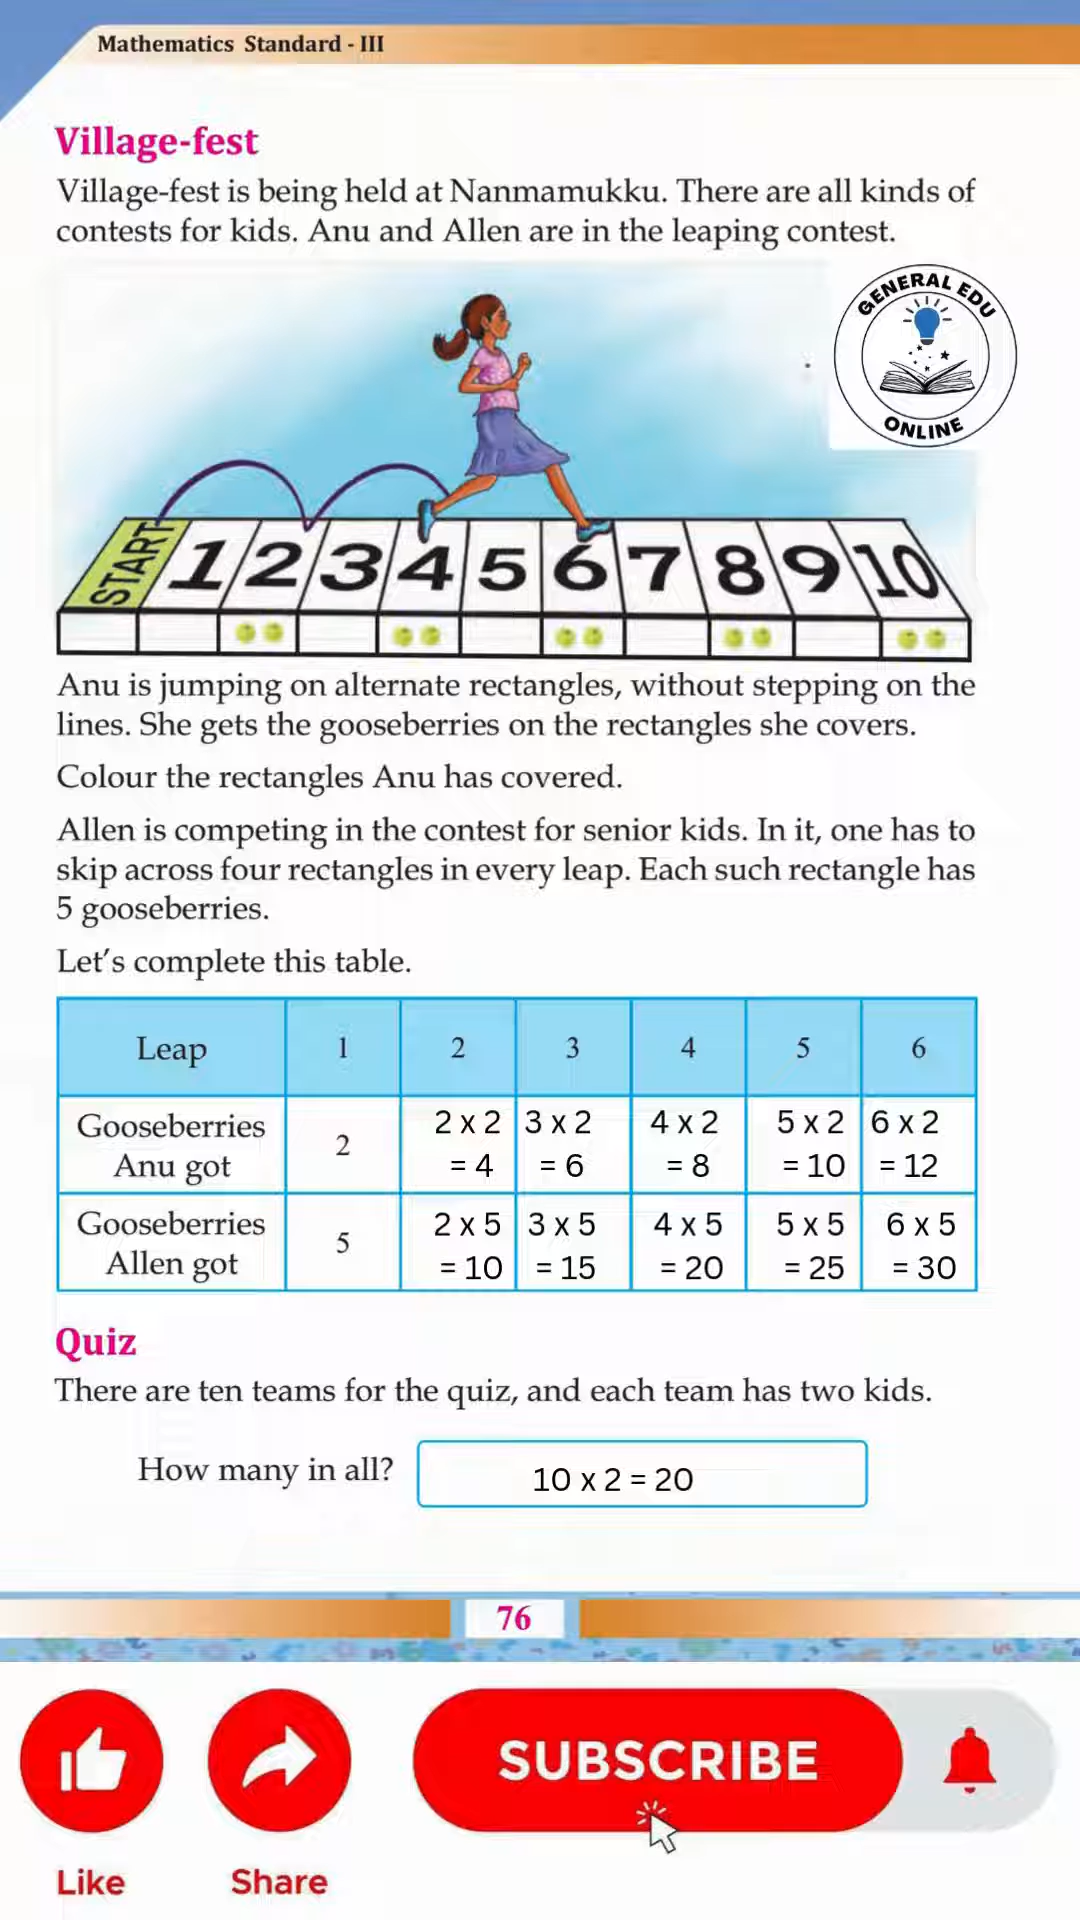 Mathematics Standard - III
Village-fest
Village-fest is being held at Nanmamukku. There are all kinds of
contests for kids. Anu and Allen are in the leaping contest.
GENERAL EDU
ONLINE
START 1 2 3 4 5 6 7 8 9 10
Anu is jumping on alternate rectangles, without stepping on the
lines. She gets the gooseberries on the rectangles she covers.
Colour the rectangles Anu has covered.
Allen is competing in the contest for senior kids. In it, one has to
skip across four rectangles in every leap. Each such rectangle has
5 gooseberries.
Let's complete this table.
Leap 1 2 3 4 5 6
Gooseberries Anu got 2 2 x 2 = 4 3 x 2 = 6 4 x 2 = 8 5 x 2 = 10 6 x 2 = 12
Gooseberries Allen got 5 2 x 5 = 10 3 x 5 = 15 4 x 5 = 20 5 x 5 = 25 6 x 5 = 30
Quiz
There are ten teams for the quiz, and each team has two kids.
How many in all? 10 x 2 = 20
76
SUBSCRIBE
Like Share